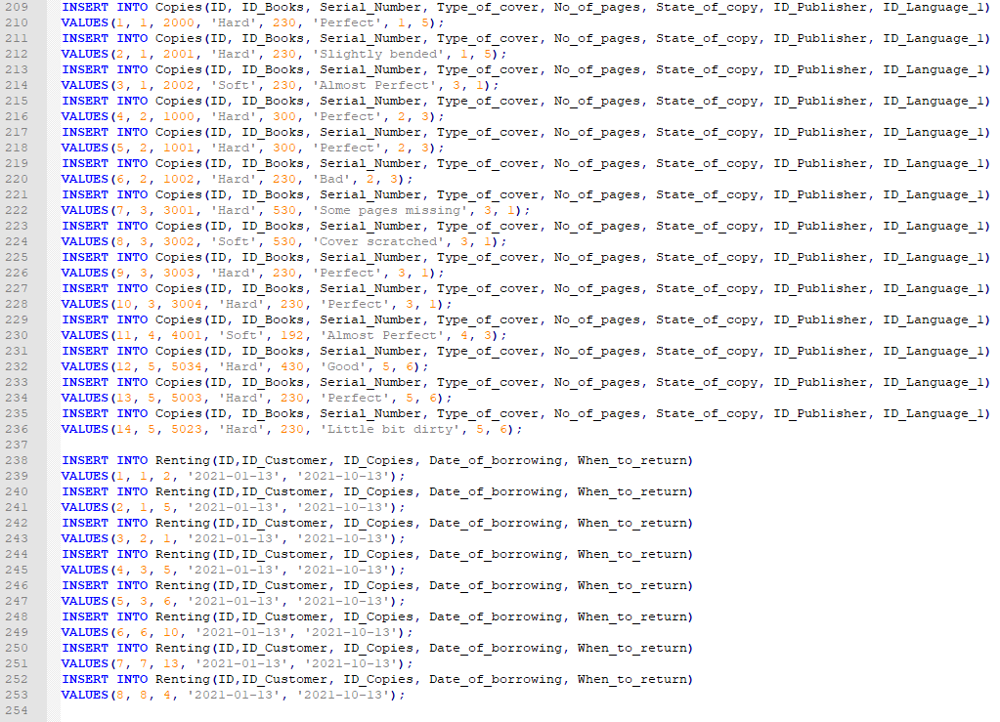 209 INSERT INTO Copies(ID, ID_Books, Serial_Number, Type_of_cover, No_of_pages, State_of_copy, ID_Publisher, ID_Language_1)
210 VALUES(1, 1, 2000, 'Hard', 230, 'Perfect', 1, 5);
211 INSERT INTO Copies(ID, ID_Books, Serial_Number, Type_of_cover, No_of_pages, State_of_copy, ID_Publisher, ID_Language_1)
212 VALUES(2, 1, 2001, 'Hard', 230, 'Slightly bended', 1, 5);
213 INSERT INTO Copies(ID, ID_Books, Serial_Number, Type_of_cover, No_of_pages, State_of_copy, ID_Publisher, ID_Language_1)
214 VALUES(3, 1, 2002, 'Soft', 230, 'Almost Perfect', 3, 1);
215 INSERT INTO Copies(ID, ID_Books, Serial_Number, Type_of_cover, No_of_pages, State_of_copy, ID_Publisher, ID_Language_1)
216 VALUES(4, 2, 1000, 'Hard', 300, 'Perfect', 2, 3);
217 INSERT INTO Copies(ID, ID_Books, Serial_Number, Type_of_cover, No_of_pages, State_of_copy, ID_Publisher, ID_Language_1)
218 VALUES(5, 2, 1001, 'Hard', 300, 'Perfect', 2, 3);
219 INSERT INTO Copies(ID, ID_Books, Serial_Number, Type_of_cover, No_of_pages, State_of_copy, ID_Publisher, ID_Language_1)
220 VALUES(6, 2, 1002, 'Hard', 230, 'Bad', 2, 3);
221 INSERT INTO Copies(ID, ID_Books, Serial_Number, Type_of_cover, No_of_pages, State_of_copy, ID_Publisher, ID_Language_1)
222 VALUES(7, 3, 3001, 'Hard', 530, 'Some pages missing', 3, 1);
223 INSERT INTO Copies(ID, ID_Books, Serial_Number, Type_of_cover, No_of_pages, State_of_copy, ID_Publisher, ID_Language_1)
224 VALUES(8, 3, 3002, 'Soft', 530, 'Cover scratched', 3, 1);
225 INSERT INTO Copies(ID, ID_Books, Serial_Number, Type_of_cover, No_of_pages, State_of_copy, ID_Publisher, ID_Language_1)
226 VALUES(9, 3, 3003, 'Hard', 230, 'Perfect', 3, 1);
227 INSERT INTO Copies(ID, ID_Books, Serial_Number, Type_of_cover, No_of_pages, State_of_copy, ID_Publisher, ID_Language_1)
228 VALUES(10, 3, 3004, 'Hard', 230, 'Perfect', 3, 1);
229 INSERT INTO Copies(ID, ID_Books, Serial_Number, Type_of_cover, No_of_pages, State_of_copy, ID_Publisher, ID_Language_1)
230 VALUES(11, 4, 4001, 'Soft', 192, 'Almost Perfect', 4, 3);
231 INSERT INTO Copies(ID, ID_Books, Serial_Number, Type_of_cover, No_of_pages, State_of_copy, ID_Publisher, ID_Language_1)
232 VALUES(12, 5, 5034, 'Hard', 430, 'Good', 5, 6);
233 INSERT INTO Copies(ID, ID_Books, Serial_Number, Type_of_cover, No_of_pages, State_of_copy, ID_Publisher, ID_Language_1)
234 VALUES(13, 5, 5003, 'Hard', 230, 'Perfect', 5, 6);
235 INSERT INTO Copies(ID, ID_Books, Serial_Number, Type_of_cover, No_of_pages, State_of_copy, ID_Publisher, ID_Language_1)
236 VALUES(14, 5, 5023, 'Hard', 230, 'Little bit dirty', 5, 6);
237
238 INSERT INTO Renting(ID,ID_Customer, ID_Copies, Date_of_borrowing, When_to_return)
239 VALUES(1, 1, 2, '2021-01-13', '2021-10-13');
240 INSERT INTO Renting(ID,ID_Customer, ID_Copies, Date_of_borrowing, When_to_return)
241 VALUES(2, 1, 5, '2021-01-13', '2021-10-13');
242 INSERT INTO Renting(ID,ID_Customer, ID_Copies, Date_of_borrowing, When_to_return)
243 VALUES(3, 2, 1, '2021-01-13', '2021-10-13');
244 INSERT INTO Renting(ID,ID_Customer, ID_Copies, Date_of_borrowing, When_to_return)
245 VALUES(4, 3, 5, '2021-01-13', '2021-10-13');
246 INSERT INTO Renting(ID,ID_Customer, ID_Copies, Date_of_borrowing, When_to_return)
247 VALUES(5, 3, 6, '2021-01-13', '2021-10-13');
248 INSERT INTO Renting(ID,ID_Customer, ID_Copies, Date_of_borrowing, When_to_return)
249 VALUES(6, 6, 10, '2021-01-13', '2021-10-13');
250 INSERT INTO Renting(ID,ID_Customer, ID_Copies, Date_of_borrowing, When_to_return)
251 VALUES(7, 7, 13, '2021-01-13', '2021-10-13');
252 INSERT INTO Renting(ID,ID_Customer, ID_Copies, Date_of_borrowing, When_to_return)
253 VALUES(8, 8, 4, '2021-01-13', '2021-10-13');
254